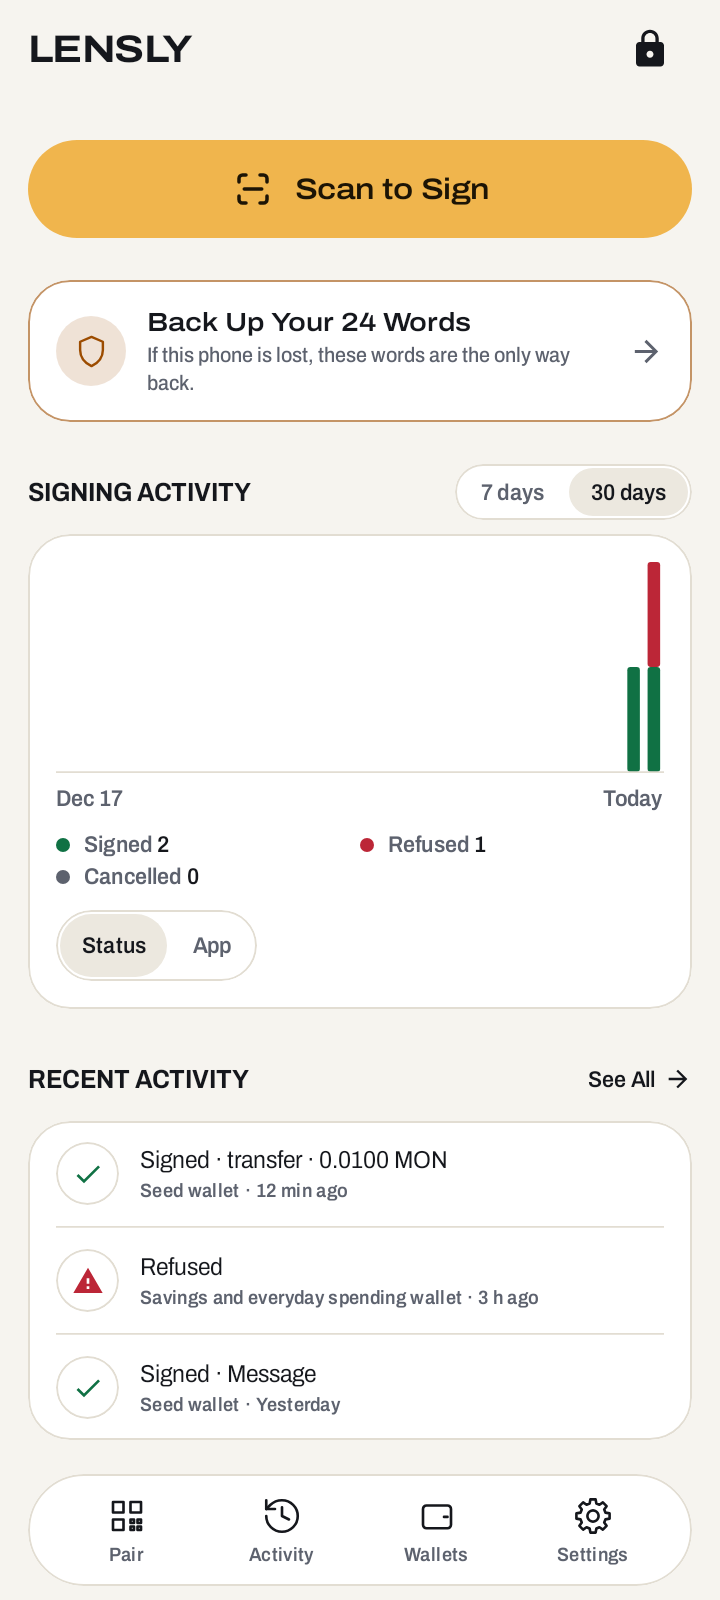 LENSLY
Scan to Sign
Back Up Your 24 Words
If this phone is lost, these words are the only way
back.
SIGNING ACTIVITY
7 days
30 days
Dec 17
Today
Signed 2
Refused 1
Cancelled 0
Status
App
RECENT ACTIVITY
See All
Signed · transfer · 0.0100 MON
Seed wallet · 12 min ago
Refused
Savings and everyday spending wallet · 3 h ago
Signed · Message
Seed wallet · Yesterday
Pair
Activity
Wallets
Settings